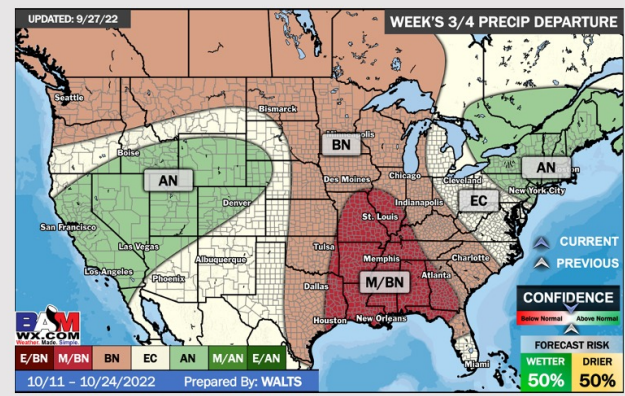 UPDATED: 9/27/22
WEEK'S 3/4 PRECIP DEPARTURE
Seattle
Bismarck
BN
Boise
Des Moines
Chicago
Cleveland
AN
New York City
AN
Denver
St. Louis
Indianapolis
EC
San Francisco
Las Vegas
Los Angeles
Albuquerque
Phoenix
Tulsa
Memphis
Charlotte
M/BN
Atlanta
Dallas
Houston
New Orleans
Miami
CURRENT
PREVIOUS
CONFIDENCE
Below Normal
Above Normal
FORECAST RISK
WETTER
DRIER
50%
50%
BAM
WX.COM
Weather. Made. Simple.
E/BN M/BN BN EC AN M/AN E/AN
10/11 – 10/24/2022
Prepared By: WALTS